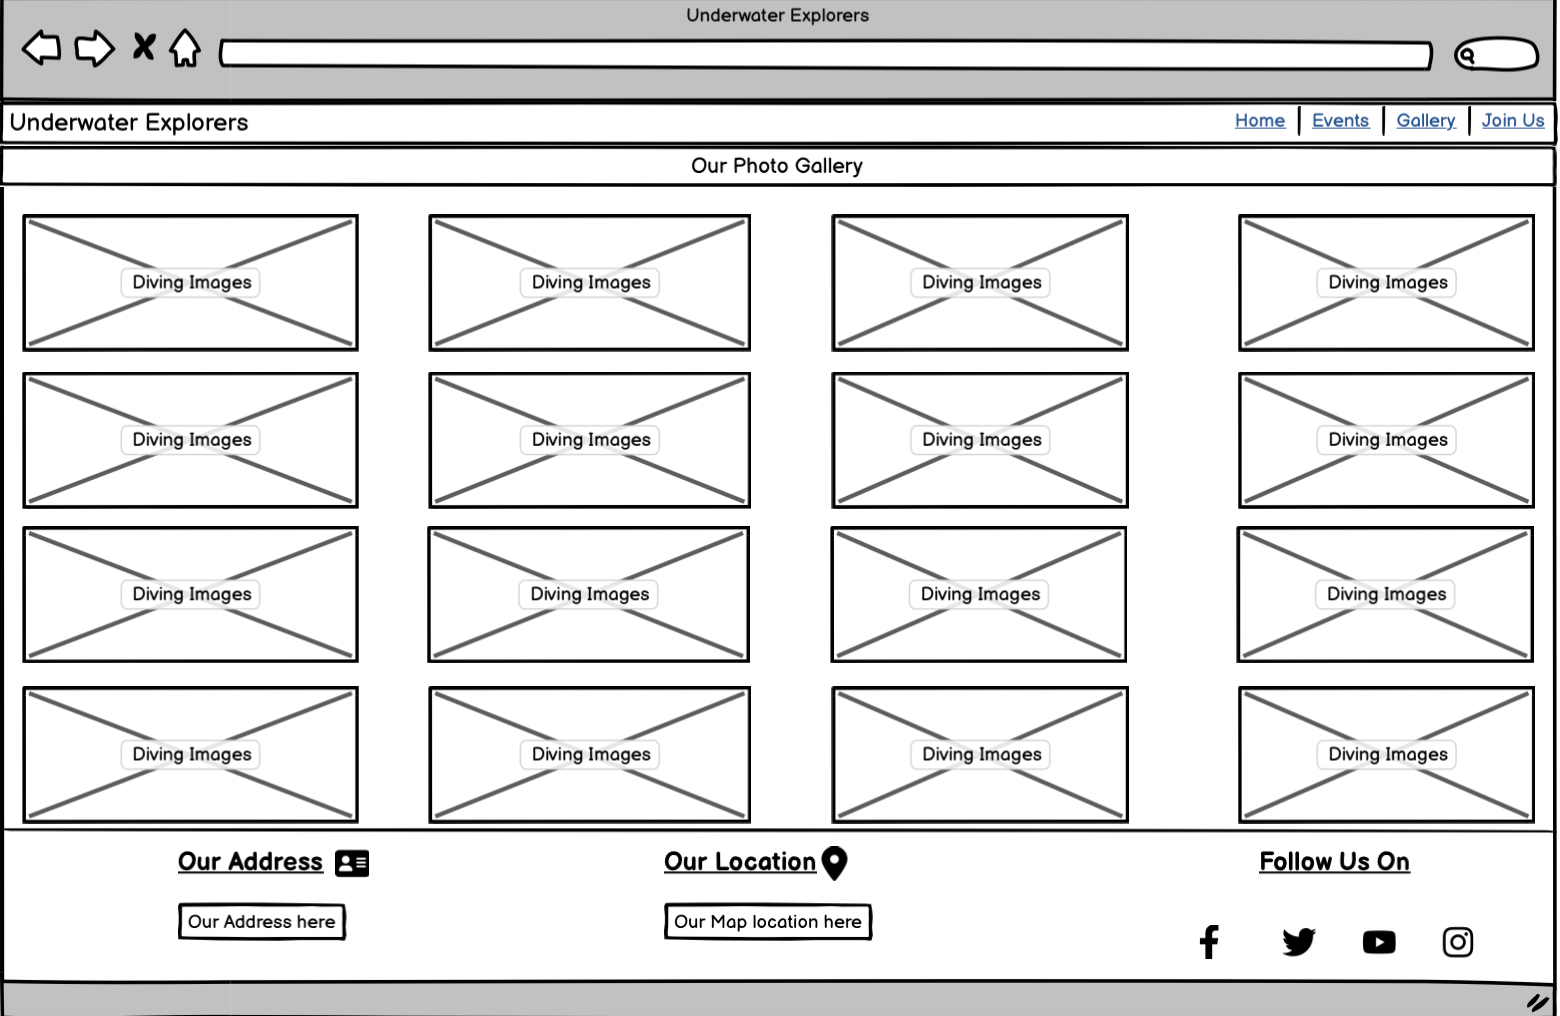 Underwater Explorers
Underwater Explorers
Home Events Gallery Join Us
Our Photo Gallery
Diving Images Diving Images Diving Images Diving Images
Diving Images Diving Images Diving Images Diving Images
Diving Images Diving Images Diving Images Diving Images
Diving Images Diving Images Diving Images Diving Images
Our Address Our Location Follow Us On
Our Address here Our Map location here